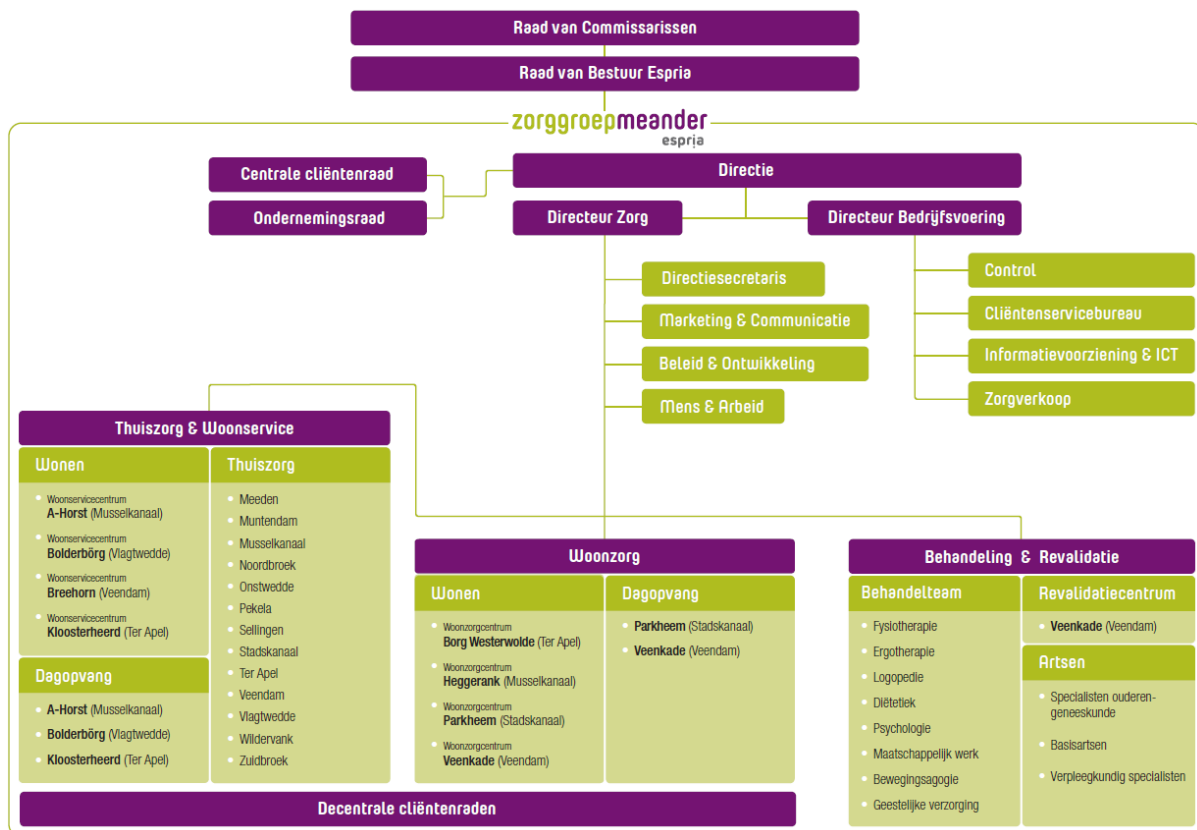 Raad van Commissarissen
Raad van Bestuur Espria
zorggroepmeander
espria
Centrale cliëntenraad
Directie
Ondernemingsraad
Directeur Zorg
Directeur Bedrijfsvoering
Directiesecretaris
Marketing & Communicatie
Beleid & Ontwikkeling
Mens & Arbeid
Control
Cliëntenservicebureau
Informatievoorziening & ICT
Zorgverkoop
Thuiszorg & Woonservice
Wonen
Woonservicecentrum
A-Horst (Musselkanaal)
Woonservicecentrum
Bolderbörg (Vlagtwedde)
Woonservicecentrum
Breehorn (Veendam)
Woonservicecentrum
Kloosterheerd (Ter Apel)
Dagopvang
A-Horst (Musselkanaal)
Bolderbörg (Vlagtwedde)
Kloosterheerd (Ter Apel)
Thuiszorg
Meeden
Muntendam
Musselkanaal
Noordbroek
Onstwedde
Pekela
Sellingen
Stadskanaal
Ter Apel
Veendam
Vlagtwedde
Wildervank
Zuidbroek
Woonzorg
Wonen
Woonzorgcentrum
Borg Westerwolde (Ter Apel)
Woonzorgcentrum
Heggerank (Musselkanaal)
Woonzorgcentrum
Parkheem (Stadskanaal)
Woonzorgcentrum
Veenkade (Veendam)
Dagopvang
Parkheem (Stadskanaal)
Veenkade (Veendam)
Behandeling & Revalidatie
Behandelteam
Fysiotherapie
Ergotherapie
Logopedie
Diëtetiek
Psychologie
Maatschappelijk werk
Bewegingsagogie
Geestelijke verzorging
Revalidatiecentrum
Veenkade (Veendam)
Artsen
Specialisten ouderen-
geneeskunde
Basisartsen
Verpleegkundig specialisten
Decentrale cliëntenraden